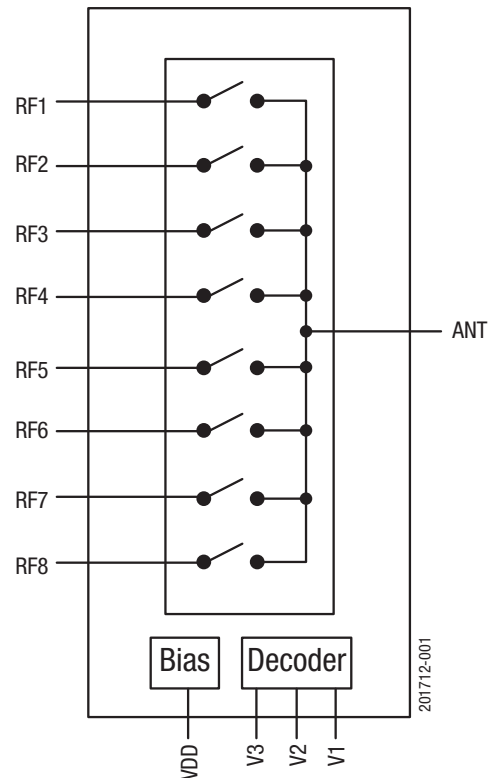 RF1
RF2
RF3
RF4
ANT
RF5
RF6
RF7
RF8
Bias
Decoder
201712-001
VDD
V3
V2
V1